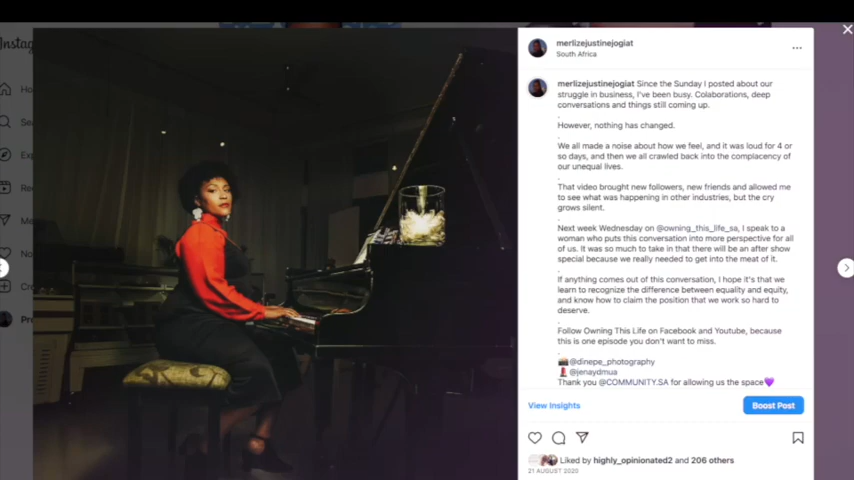 Instag
Ho
Sea
Exp
Ree
Me
No
Cre
Pro
merlizejustinejogiat
South Africa
merlizejustinejogiat Since the Sunday I posted about our
struggle in business, I've been busy. Colaborations, deep
conversations and things still coming up.
.
However, nothing has changed.
.
We all made a noise about how we feel, and it was loud for 4 or
so days, and then we all crawled back into the complacency of
our unequal lives.
.
That video brought new followers, new friends and allowed me
to see what was happening in other industries, but the cry
grows silent.
.
Next week Wednesday on @owning_this_life_sa, I speak to a
woman who puts this conversation into more perspective for all
of us. It was so much to take in that there will be an after show
special because we really needed to get into the meat of it.
.
If anything comes out of this conversation, I hope it's that we
learn to recognize the difference between equality and equity,
and know how to claim the position that we work so hard to
deserve.
.
Follow Owning This Life on Facebook and Youtube, because
this is one episode you don't want to miss.
.
📸@dinepe_photography
💄@jenaydmua
Thank you @COMMUNITY.SA for allowing us the space💜
View Insights
Boost Post
Liked by highly_opinionated2 and 206 others
21 AUGUST 2020